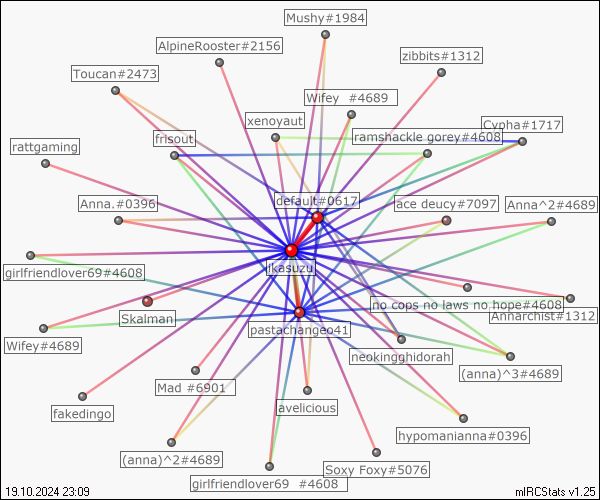 Mushy#1984
AlpineRooster#2156
zibbits#1312
Toucan#2473
Wifey  #4689
xenoyaut
Cypha#1717
frisout
ramshackle gorey#4608
rattgaming
default#0617
Anna.#0396
ace deucy#7097
Anna^2#4689
jkasuzu
girlfriendlover69#4608
no cops no laws no hope#4608
Annarchist#1312
Skalman
pastachangeo41
Wifey#4689
neokingghidorah
(anna)^3#4689
Mad #6901
avelicious
fakedingo
hypomanianna#0396
(anna)^2#4689
Soxy Foxy#5076
girlfriendlover69  #4608
19.10.2024 23:09
mIRCStats v1.25